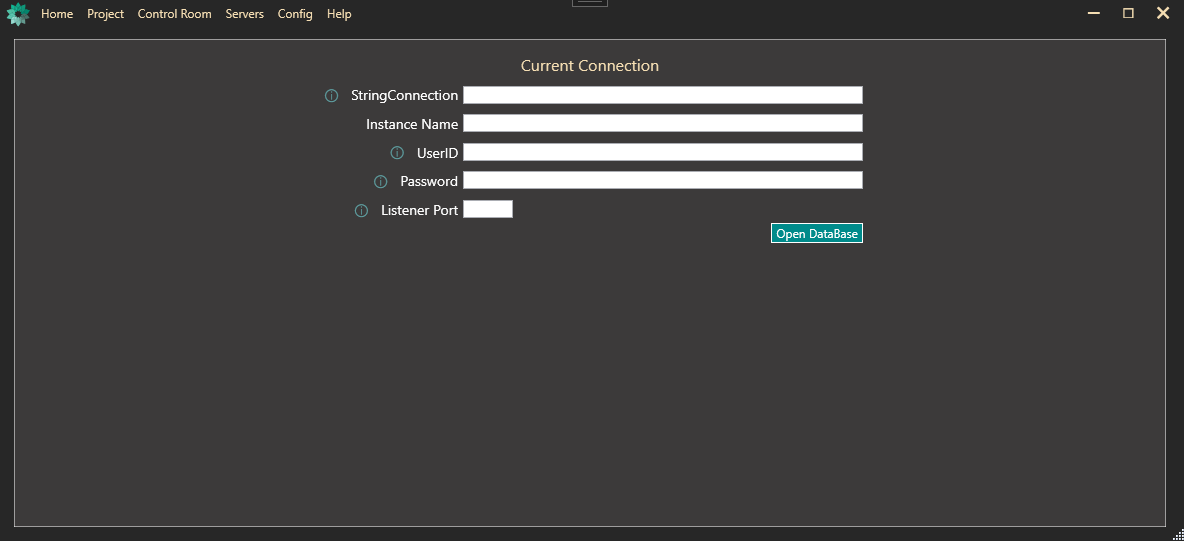 Home Project Control Room Servers Config Help
Current Connection
StringConnection
Instance Name
UserID
Password
Listener Port
Open DataBase